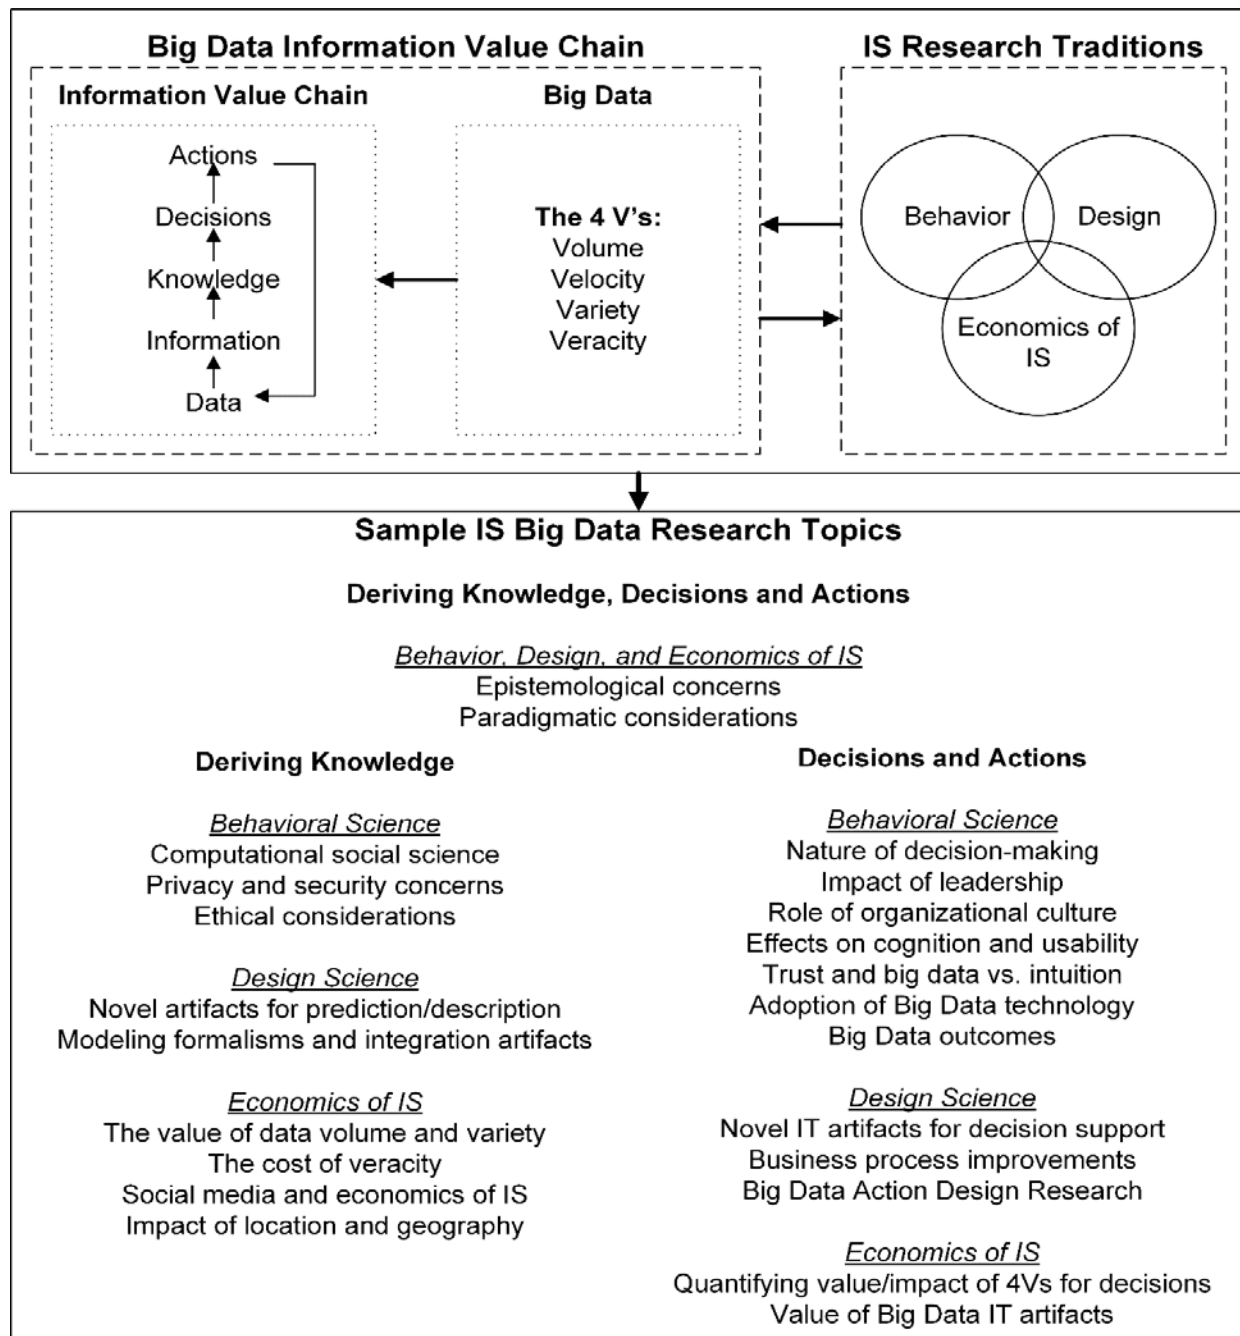 Big Data Information Value Chain
IS Research Traditions
Information Value Chain
Big Data
Actions
Decisions
Knowledge
Information
Data
The 4 V's:
Volume
Velocity
Variety
Veracity
Behavior
Design
Economics of
IS
Sample IS Big Data Research Topics
Deriving Knowledge, Decisions and Actions
Behavior, Design, and Economics of IS
Epistemological concerns
Paradigmatic considerations
Deriving Knowledge
Behavioral Science
Computational social science
Privacy and security concerns
Ethical considerations
Design Science
Novel artifacts for prediction/description
Modeling formalisms and integration artifacts
Economics of IS
The value of data volume and variety
The cost of veracity
Social media and economics of IS
Impact of location and geography
Decisions and Actions
Behavioral Science
Nature of decision-making
Impact of leadership
Role of organizational culture
Effects on cognition and usability
Trust and big data vs. intuition
Adoption of Big Data technology
Big Data outcomes
Design Science
Novel IT artifacts for decision support
Business process improvements
Big Data Action Design Research
Economics of IS
Quantifying value/impact of 4Vs for decisions
Value of Big Data IT artifacts